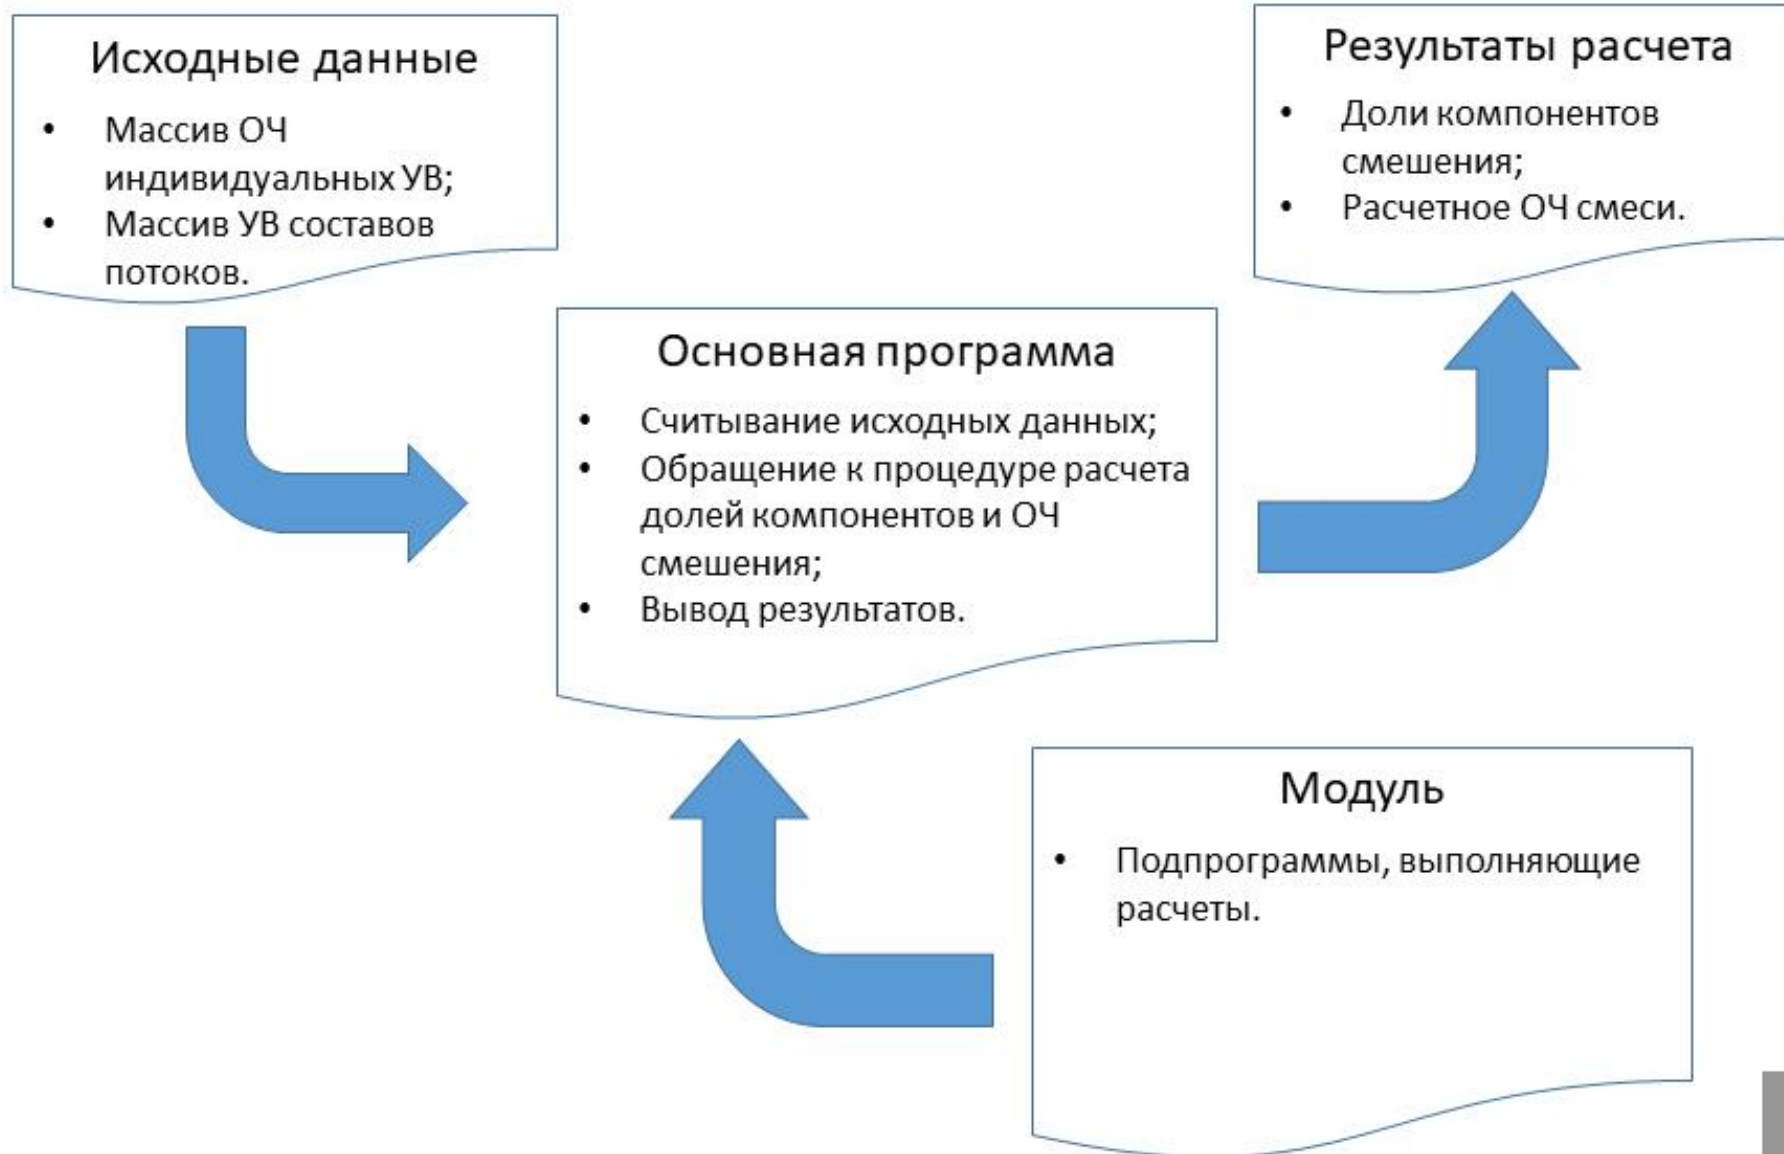 Исходные данные
• Массив ОЧ
индивидуальных УВ;
• Массив УВ составов
потоков.
Результаты расчета
• Доли компонентов
смешения;
• Расчетное ОЧ смеси.
Основная программа
• Считывание исходных данных;
• Обращение к процедуре расчета
долей компонентов и ОЧ
смешения;
• Вывод результатов.
Модуль
• Подпрограммы, выполняющие
расчеты.